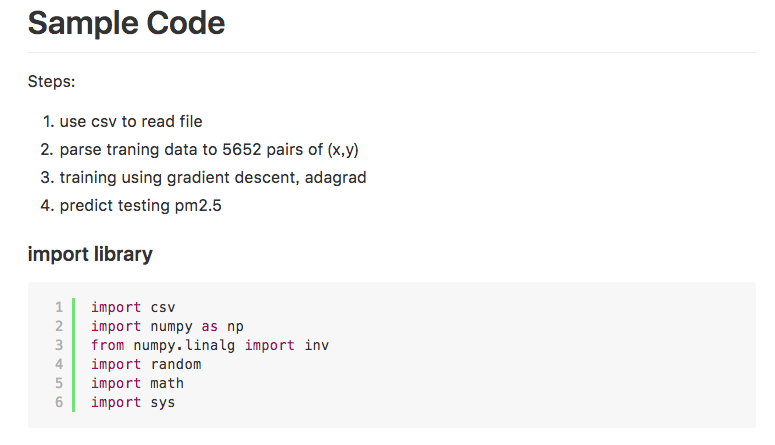 Sample Code
Steps:
1. use csv to read file
2. parse traning data to 5652 pairs of (x,y)
3. training using gradient descent, adagrad
4. predict testing pm2.5
import library
1 import csv
2 import numpy as np
3 from numpy.linalg import inv
4 import random
5 import math
6 import sys